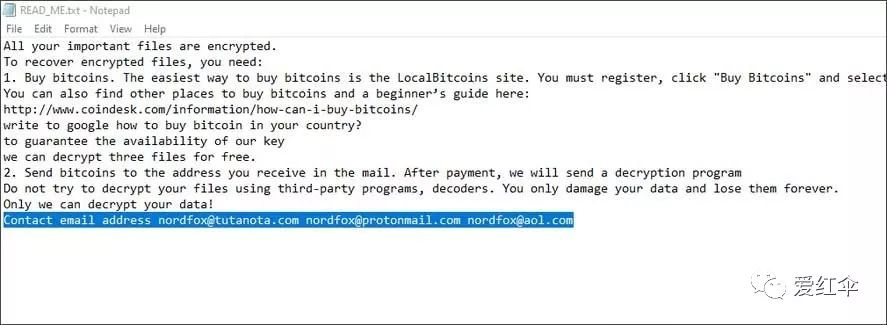 READ_ME.txt - Notepad
File Edit Format View Help
All your important files are encrypted.
To recover encrypted files, you need:
1. Buy bitcoins. The easiest way to buy bitcoins is the LocalBitcoins site. You must register, click "Buy Bitcoins" and select
You can also find other places to buy bitcoins and a beginner’s guide here:
http://www.coindesk.com/information/how-can-i-buy-bitcoins/
write to google how to buy bitcoin in your country?
to guarantee the availability of our key
we can decrypt three files for free.
2. Send bitcoins to the address you receive in the mail. After payment, we will send a decryption program
Do not try to decrypt your files using third-party programs, decoders. You only damage your data and lose them forever.
Only we can decrypt your data!
Contact email address nordfox@tutanota.com nordfox@protonmail.com nordfox@aol.com
爱红伞